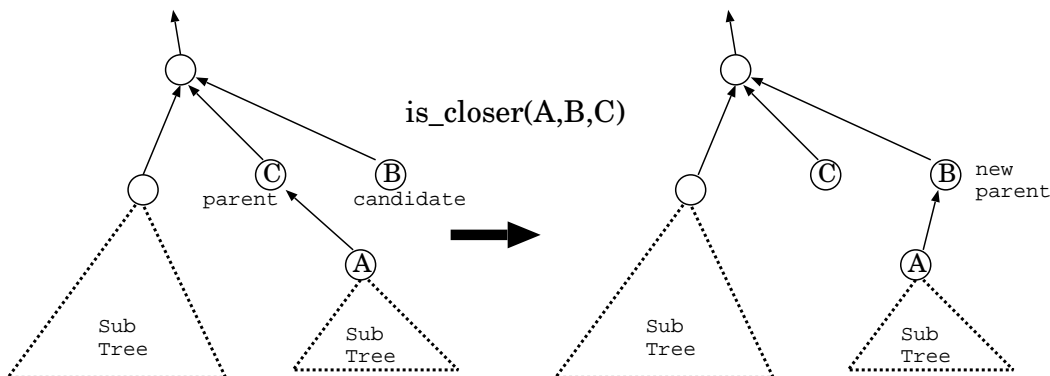 is_closer(A,B,C)
C
B
parent
candidate
A
Sub
Tree
Sub
Tree
C
B
new
parent
A
Sub
Tree
Sub
Tree